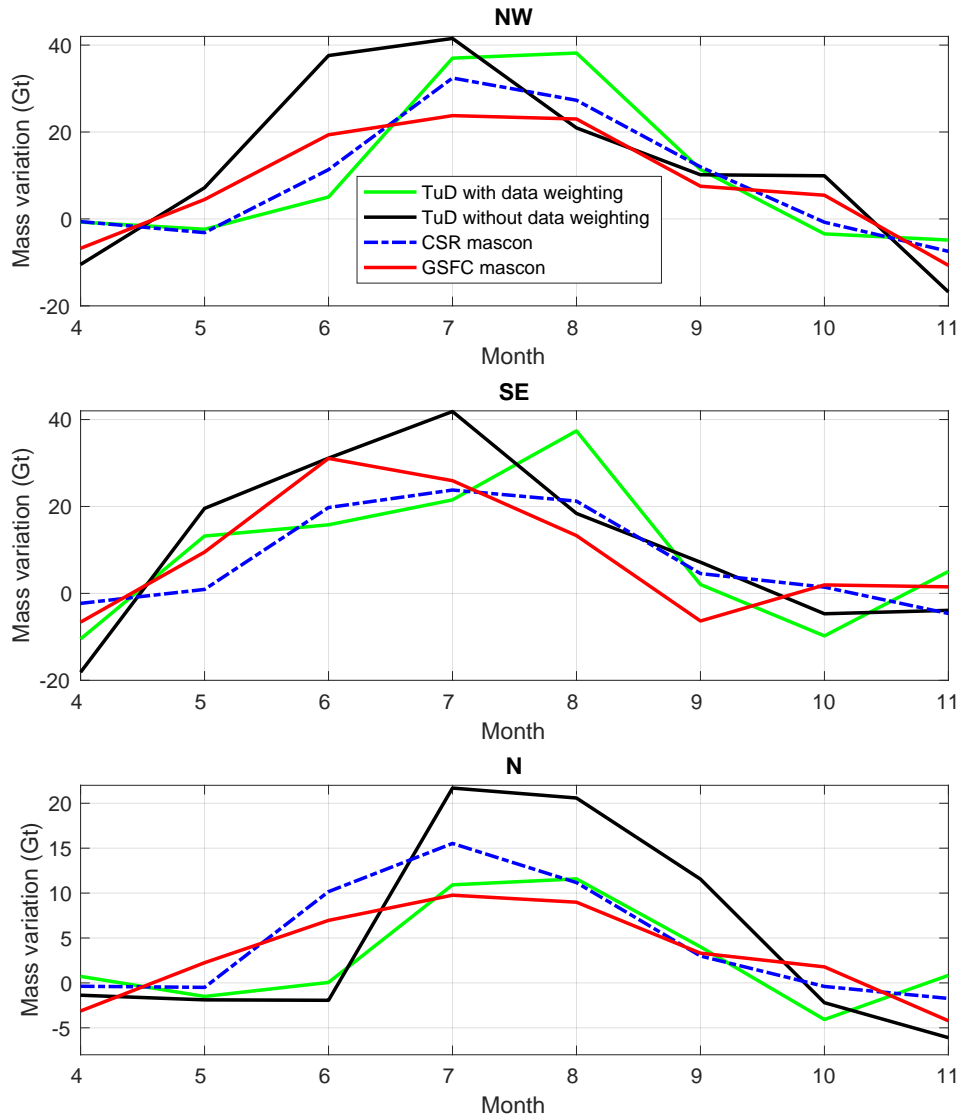 NW
Mass variation (Gt)
40
20
0
-20
TuD with data weighting
TuD without data weighting
CSR mascon
GSFC mascon
4 5 6 7 8 9 10 11
Month
SE
Mass variation (Gt)
40
20
0
-20
4 5 6 7 8 9 10 11
Month
N
Mass variation (Gt)
20
15
10
5
0
-5
4 5 6 7 8 9 10 11
Month